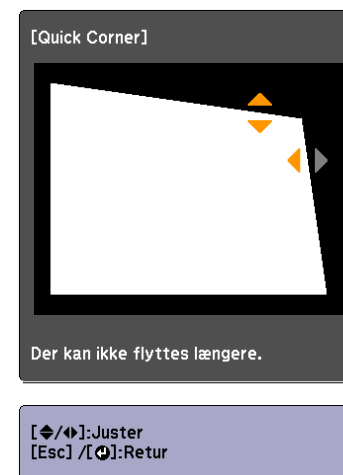 [Quick Corner]
Der kan ikke flyttes længere.
[◆/◆]:Juster
[Esc] /[⏎]:Retur